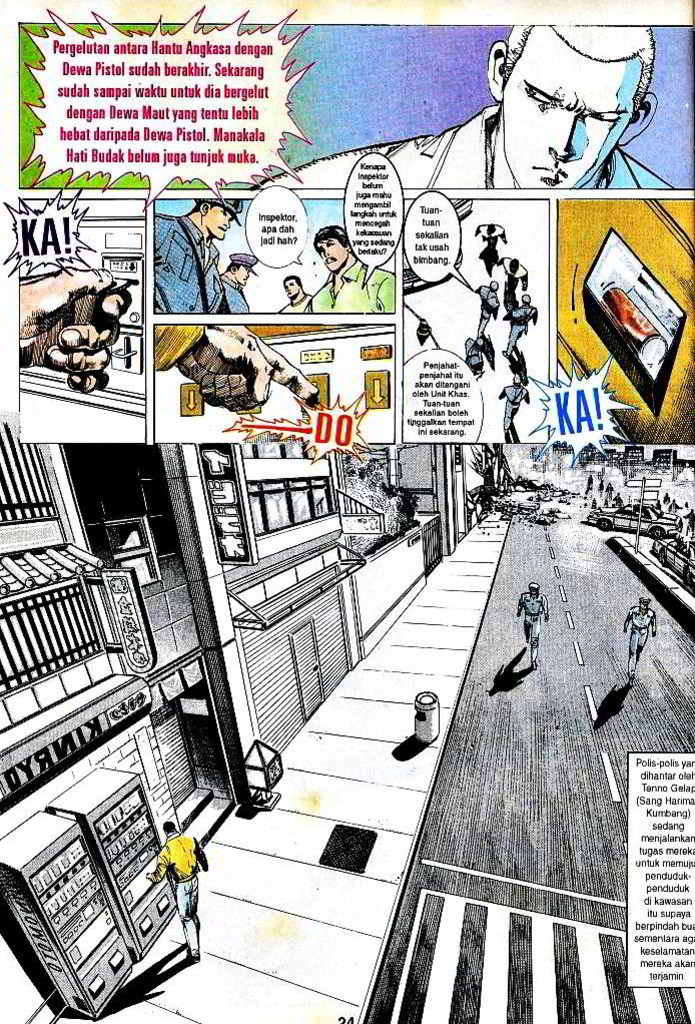 Pergelutan antara Hantu Angkasa dengan
Dewa Pistol sudah berakhir. Sekarang
sudah sampai waktu untuk dia bergelut
dengan Dewa Maut yang tentu lebih
hebat daripada Dewa Pistol. Manakala
Hati Budak belum juga tunjuk muka.
KA!
Inspektor,
apa dah
jadi hah?
Kenapa
Inspektor
belum
juga mahu
mengambil
langkah untuk
mencegah
kekacauan
yang sedang
berlaku?
Tuan-
tuan
sekalian
tak usah
bimbang.
Penjahat-
penjahat itu
akan ditangani
oleh Unit Khas.
Tuan-tuan
sekalian boleh
tinggalkan tempat
ini sekarang.
DO
KA!
KINRYO
Polis-polis yan
dihantar oleh
Tenno Gelap
(Sang Harima
Kumbang)
sedang
menjalankan
tugas mereka
untuk memuju
penduduk-
penduduk
di kawasan
itu supaya
berpindah bua
sementara aga
keselamatan
mereka akan
terjamin.
24